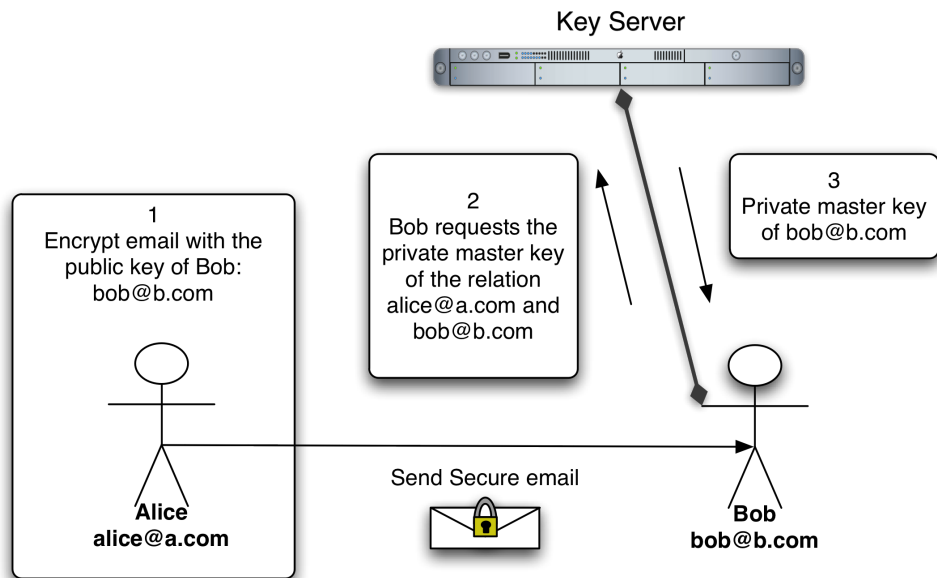 Key Server
1
Encrypt email with the
public key of Bob:
bob@b.com
2
Bob requests the
private master key
of the relation
alice@a.com and
bob@b.com
3
Private master key
of bob@b.com
Send Secure email
Alice
alice@a.com
Bob
bob@b.com